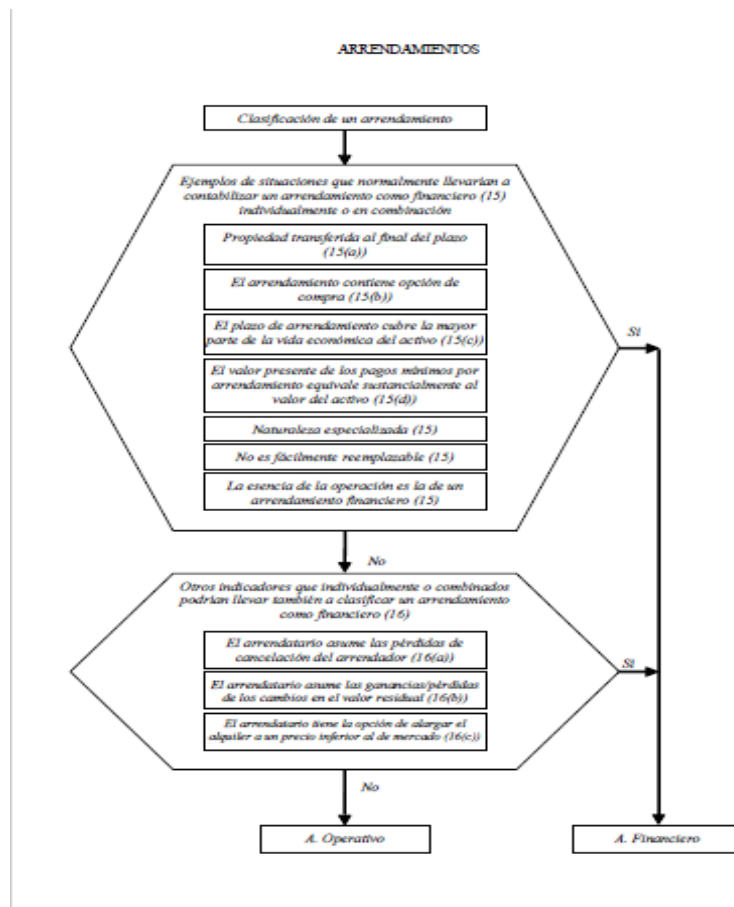 ARRENDAMIENTOS
Clasificación de un arrendamiento
Ejemplos de situaciones que normalmente llevarían a
contabilizar un arrendamiento como financiero (15)
individualmente o en combinación
Propiedad transferida al final del plazo
(15(a))
El arrendamiento contiene opción de
compra (15(b))
El plazo de arrendamiento cubre la mayor
parte de la vida económica del activo (15(c))
El valor presente de los pagos mínimos por
arrendamiento equivale sustancialmente al
valor del activo (15(d))
Naturaleza especializada (15)
No es fácilmente reemplazable (15)
La esencia de la operación es la de un
arrendamiento financiero (15)
Si
No
Otros indicadores que individualmente o combinados
podrían llevar también a clasificar un arrendamiento
como financiero (16)
El arrendatario asume las pérdidas de
cancelación del arrendador (16(a))
El arrendatario asume las ganancias/pérdidas
de los cambios en el valor residual (16(b))
El arrendatario tiene la opción de alargar el
alquiler a un precio inferior al de mercado (16(c))
Si
No
A. Operativo
A. Financiero